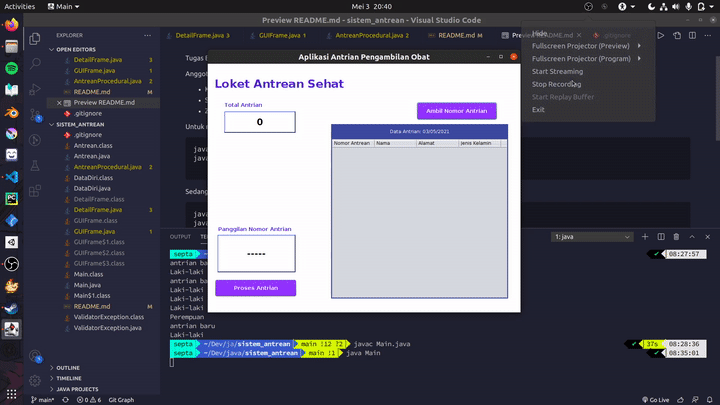 Activities
Main
Mei 3 20:40
Preview README.md - sistem_antrean - Visual Studio Code
EXPLORER
OPEN EDITORS
DetailFrame.java 3
GUIFrame.java 1
AntreanProcedural.java 2
README.md M
Preview README.md
.gitignore
SISTEM_ANTREAN
Antrean.class
Antrean.java
AntreanProcedural.java 2
DataDiri.class
DataDiri.java
DetailFrame.class
DetailFrame.java 3
GUIFrame.class
GUIFrame.java 1
GUIFrame$1.class
GUIFrame$2.class
GUIFrame$3.class
Main.class
Main.java
Main$1.class
README.md M
ValidatorException.class
ValidatorException.java
OUTLINE
TIMELINE
JAVA PROJECTS
DetailFrame.java 3
GUIFrame.java 1
AntreanProcedural.java 2
README.md M
.gitignore
Hide
Fullscreen Projector (Preview)
Fullscreen Projector (Program)
Start Streaming
Stop Recording
Start Replay Buffer
Exit
Tugas
Anggot
Untuk m
java
java
Sedang
java
java
Aplikasi Antrian Pengambilan Obat
Loket Antrean Sehat
Total Antrian
0
Ambil Nomor Antrian
Data Antrian: 03/05/2021
Nomor Antrean Nama Alamat Jenis Kelamin
Panggilan Nomor Antrian
-----
Proses Antrian
OUTPUT
1: java
septa
08:27:57
antrian baru
Laki-laki
antrian ba
Laki-laki
antrian ba
Laki-laki
Perempuan
antrian baru
Laki-laki
septa ~/Dev/ja/sistem_antrean main !12 ?2 javac Main.java 37s 08:28:36
septa ~/Dev/java/sistem_antrean main !1 java Main 08:35:01
main*
0 6
Git Graph
Go Live